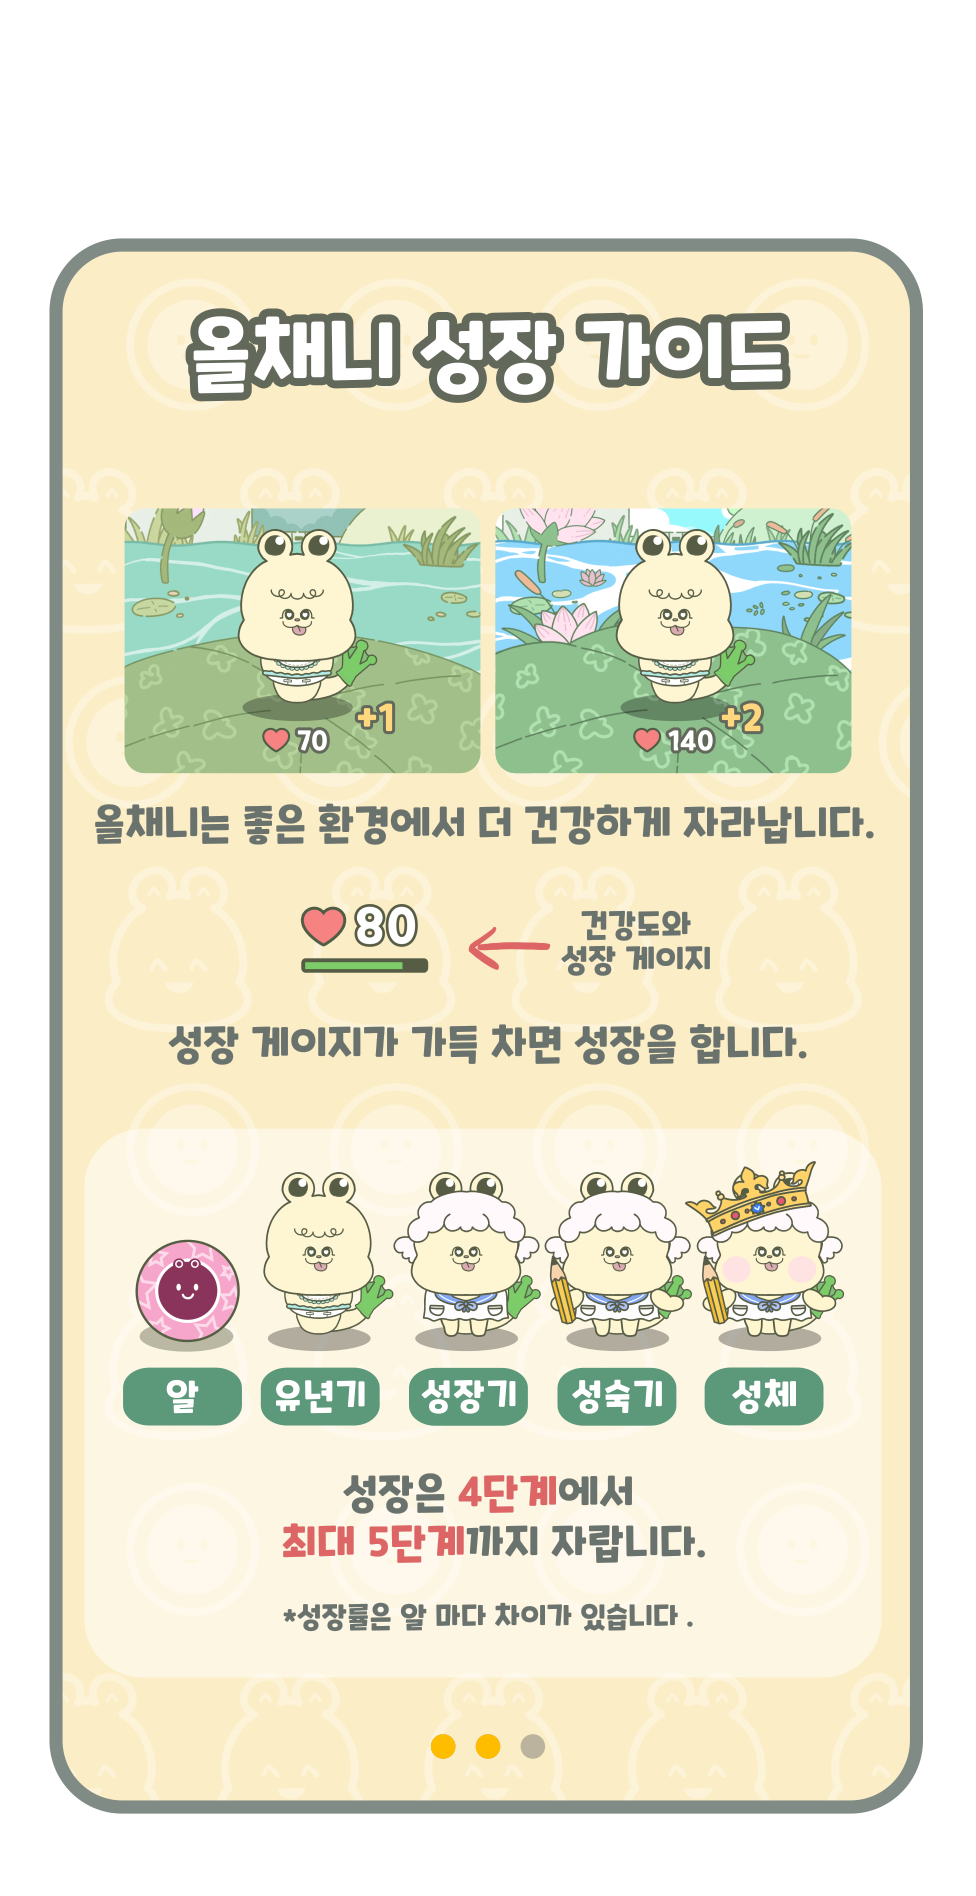 올채니 성장 가이드
+1
70
+2
140
올채니는 좋은 환경에서 더 건강하게 자라납니다.
80
건강도와
성장 게이지
성장 게이지가 가득 차면 성장을 합니다.
알
유년기
성장기
성숙기
성체
성장은 4단계에서
최대 5단계까지 자랍니다.
*성장률은 알 마다 차이가 있습니다 .